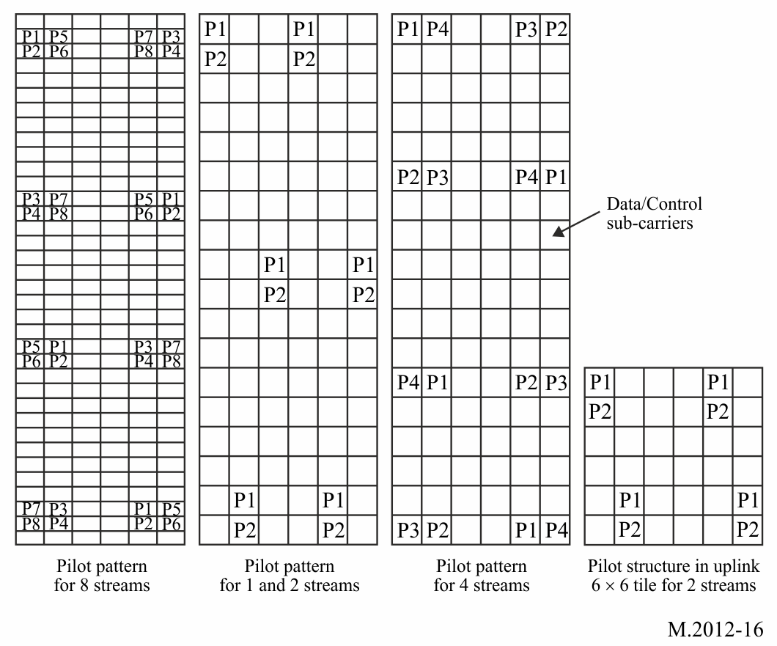 P1 P5 P7 P3
P2 P6 P8 P4
P3 P7 P5 P1
P4 P8 P6 P2
P5 P1 P3 P7
P6 P2 P4 P8
P7 P3 P1 P5
P8 P4 P2 P6
Pilot pattern
for 8 streams
P1 P1
P2 P2
P1 P1
P2 P2
P1 P1
P2 P2
Pilot pattern
for 1 and 2 streams
P1 P4 P3 P2
P2 P3 P4 P1
P4 P1 P2 P3
P3 P2 P1 P4
Pilot pattern
for 4 streams
Data/Control
sub-carriers
P1 P1
P2 P2
P1 P1
P2 P2
Pilot structure in uplink
6 × 6 tile for 2 streams
M.2012-16